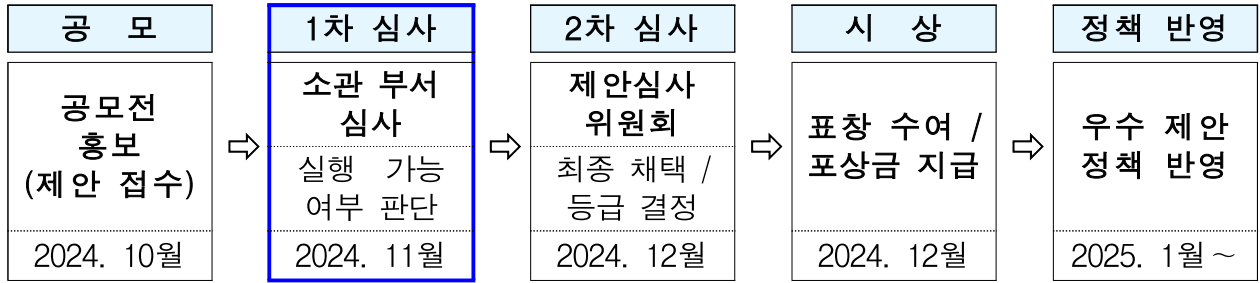 공 모
공모전
홍보
(제안 접수)
2024. 10월
⇨
1차 심사
소관 부서
심사
실행 가능
여부 판단
2024. 11월
⇨
2차 심사
제안심사
위원회
최종 채택 /
등급 결정
2024. 12월
⇨
시 상
표창 수여 /
포상금 지급
2024. 12월
⇨
정책 반영
우수 제안
정책 반영
2025. 1월~